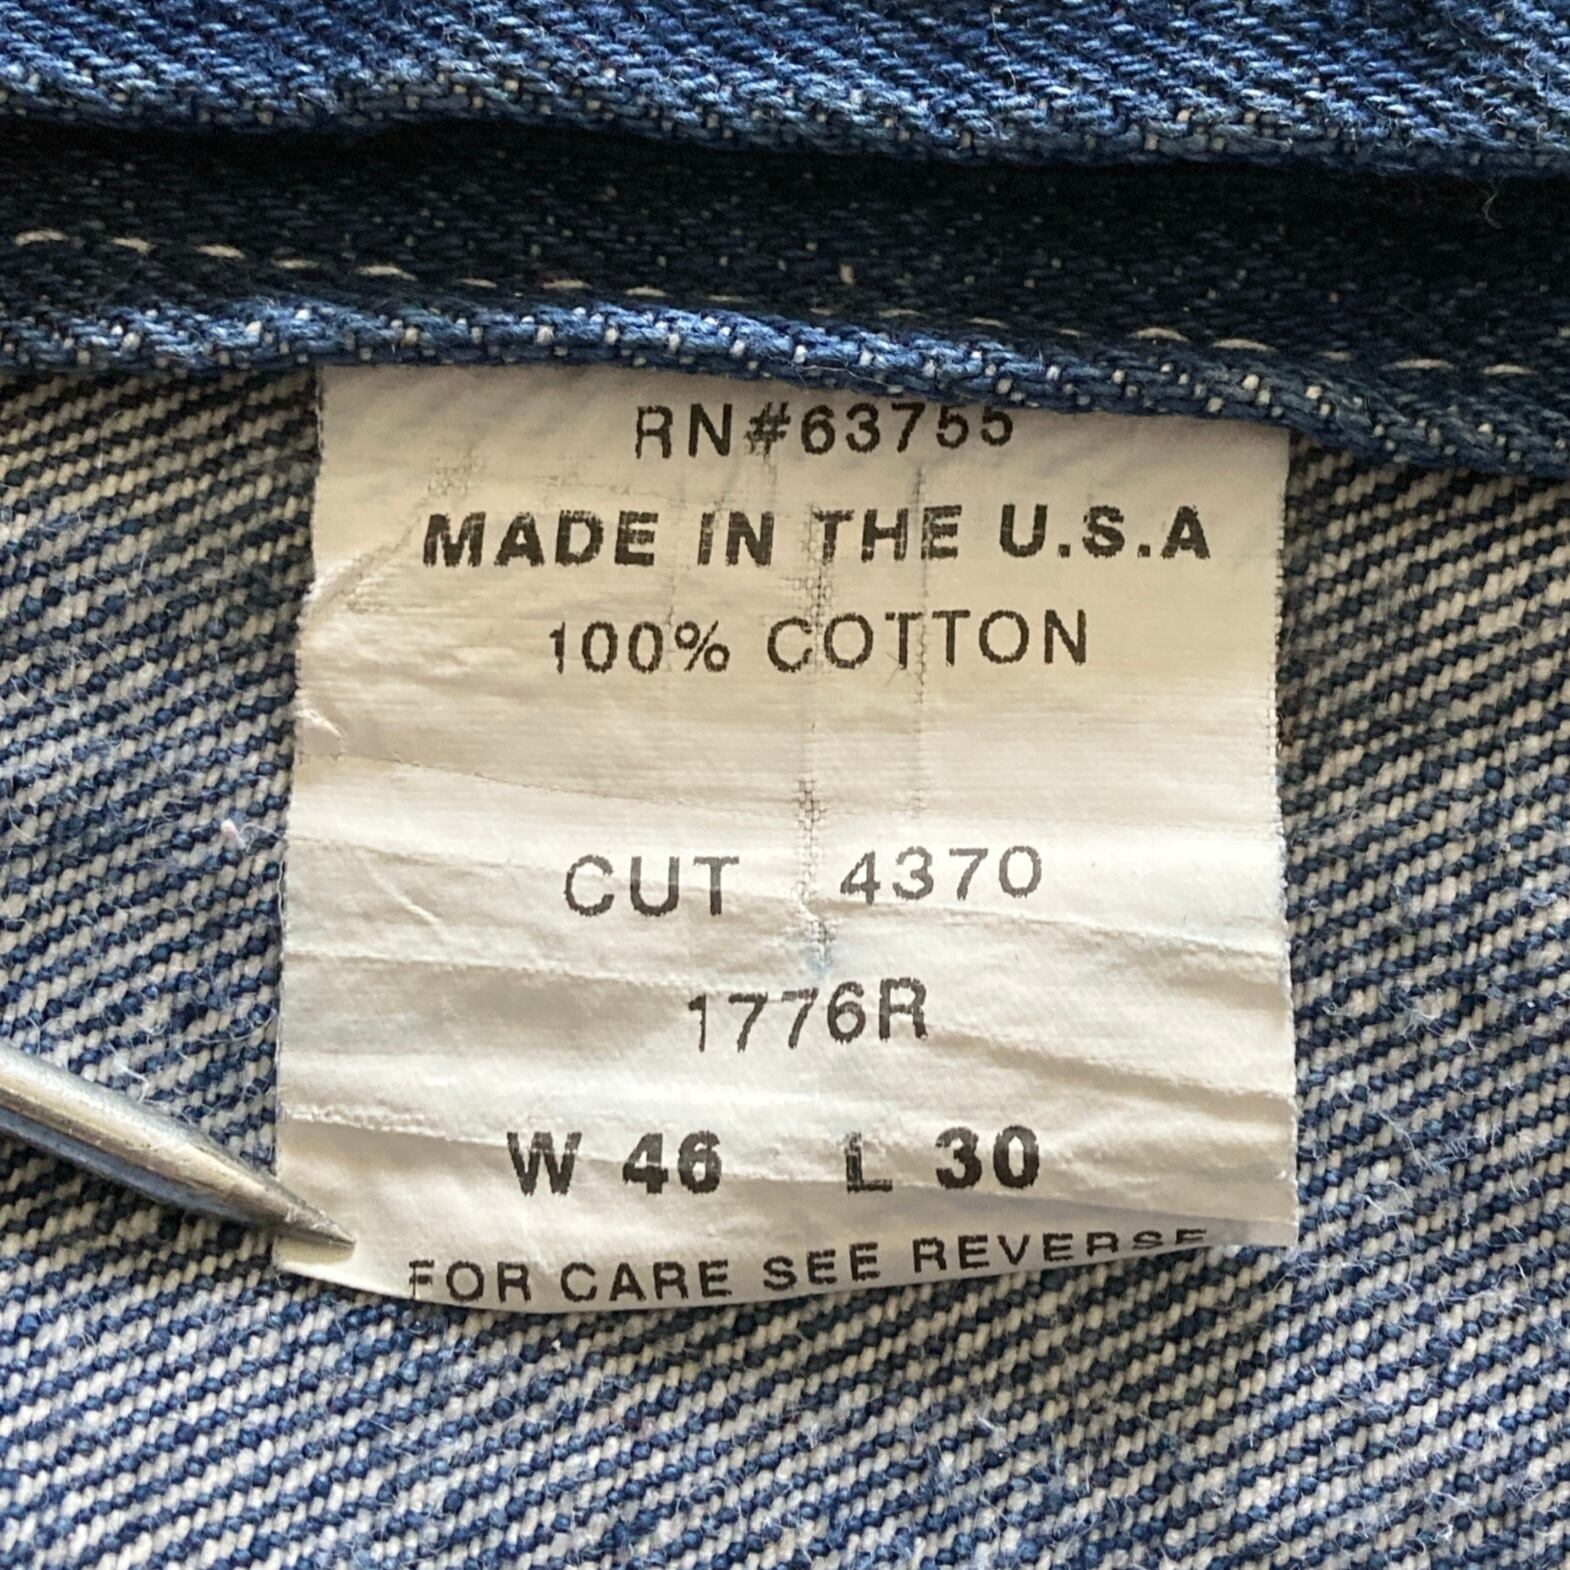 RN#63755
MADE IN THE U.S.A
100% COTTON
CUT 4370
1776R
W 46 L 30
FOR CARE SEE REVERSE